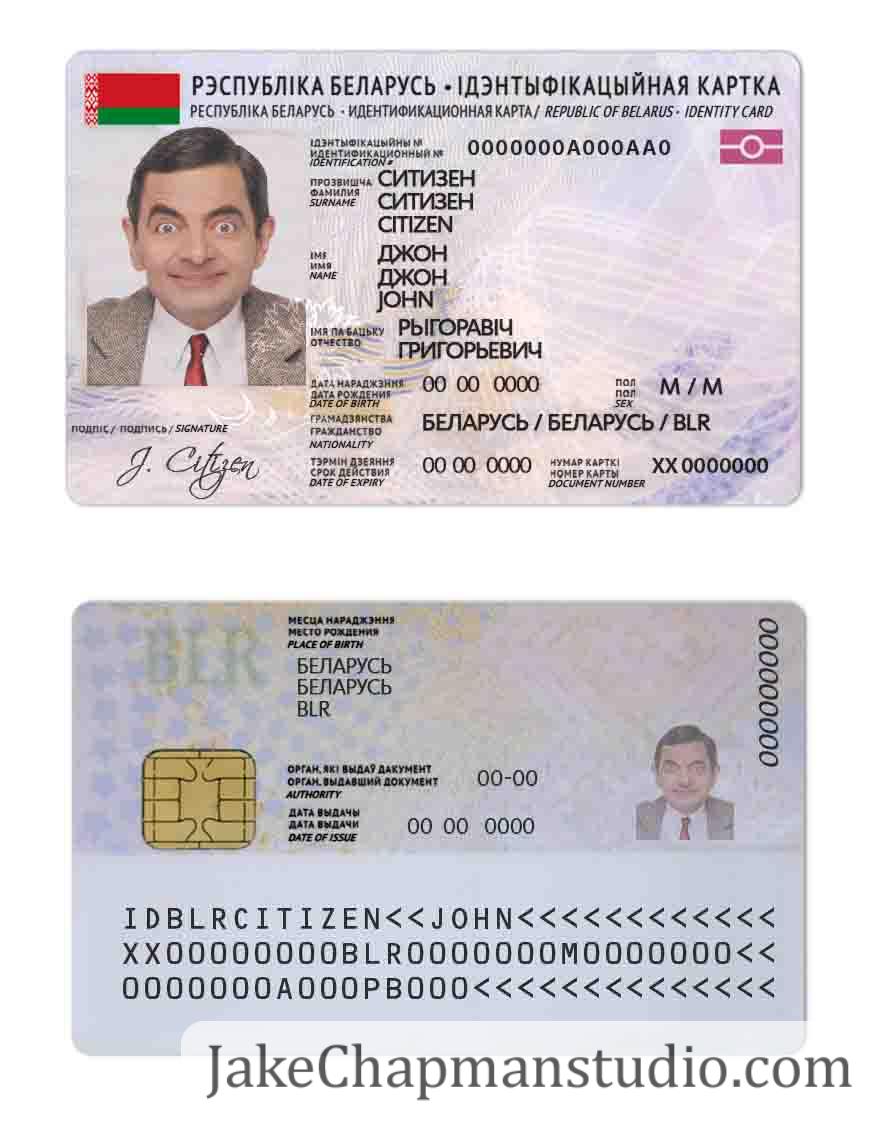 РЭСПУБЛІКА БЕЛАРУСЬ • ІДЭНТЫФІКАЦЫЙНАЯ КАРТКА
РЕСПУБЛІКА БЕЛАРУСЬ · ИДЕНТИФИКАЦИОННАЯ КАРТА / REPUBLIC OF BELARUS · IDENTITY CARD
ІДЭНТЫФІКАЦЫЙНЫ №
ИДЕНТИФИКАЦИОННЫЙ №
IDENTIFICATION #
0000000A000AA0
ПРОЗВИШЧА
ФАМИЛИЯ
SURNAME
СИТИЗЕН
СИТИЗЕН
CITIZEN
ІМЯ
ИМЯ
NAME
ДЖОН
ДЖОН
JOHN
ІМЯ ПА БАЦЬКУ
ОТЧЕСТВО
РЫГОРАВІЧ
ГРИГОРЬЕВИЧ
ДАТА НАРАДЖЭННЯ
ДАТА РОЖДЕНИЯ
DATE OF BIRTH
00 00 0000
ПОЛ
ПОЛ
SEX
M / M
ГРАМАДЗЯНСТВА
ГРАЖДАНСТВО
NATIONALITY
БЕЛАРУСЬ / БЕЛАРУСЬ / BLR
ПОДПІС / ПОДПИСЬ / SIGNATURE
J. Citizen
ТЭРМІН ДЗЕЯННЯ
СРОК ДЕЙСТВИЯ
DATE OF EXPIRY
00 00 0000
НУМАР КАРТКІ
НОМЕР КАРТЫ
DOCUMENT NUMBER
XX 0000000
BLR
МЕСЦА НАРАДЖЭННЯ
МЕСТО РОЖДЕНИЯ
PLACE OF BIRTH
БЕЛАРУСЬ
БЕЛАРУСЬ
BLR
000000000
ОРГАН, ЯКІ ВЫДАЎ ДАКУМЕНТ
ОРГАН, ВЫДАВШИЙ ДОКУМЕНТ
AUTHORITY
00-00
ДАТА ВЫДАЧЫ
ДАТА ВЫДАЧИ
DATE OF ISSUE
00 00 0000
IDBLRCITIZEN<<JOHN<<<<<<<<<<<<
XX00000000BLR0000000M0000000<<
0000000A000PB000<<<<<<<<<<<<<<
JakeChapmanstudio.com